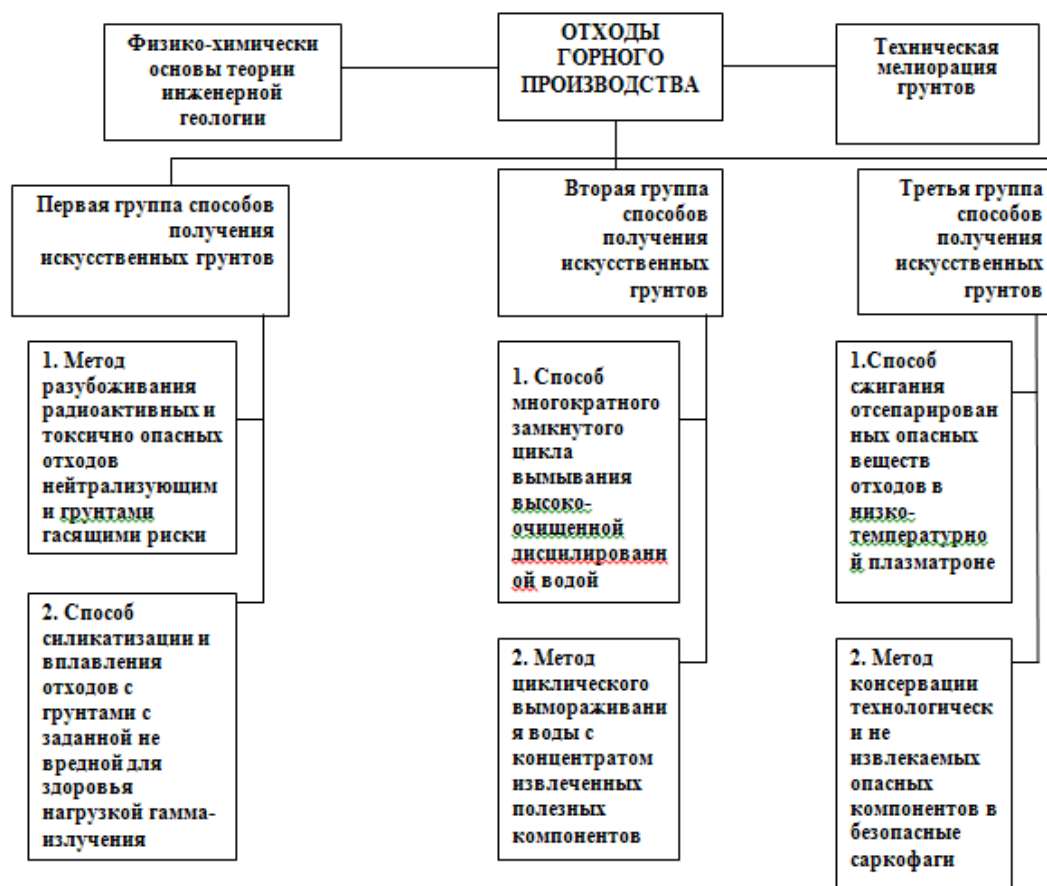 Физико-химически
основы теории
инженерной
геологии
ОТХОДЫ
ГОРНОГО
ПРОИЗВОДСТВА
Техническая
мелиорация
грунтов
Первая группа способов
получения
искусственных грунтов
Вторая группа
способов
получения
искусственных
грунтов
Третья группа
способов
получения
искусственных
грунтов
1. Метод
разубоживания
радиоактивных и
токсично опасных
отходов
нейтрализующим
и грунтами
гасящими риски
1. Способ
многократного
замкнутого
цикла
вымывания
высоко-
очищенной
дисцилированн
ой водой
1.Способ
сжигания
отсепарирован
ных опасных
веществ
отходов в
низко-
температурно
й плазматроне
2. Способ
силикатизации и
вплавления
отходов с
грунтами с
заданной не
вредной для
здоровья
нагрузкой гамма-
излучения
2. Метод
циклического
вымораживани
я воды с
концентратом
извлеченных
полезных
компонентов
2. Метод
консервации
технологическ
и не
извлекаемых
опасных
компонентов в
безопасные
саркофаги